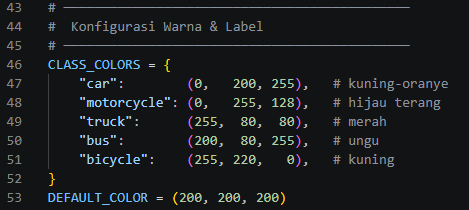 43 # ──────────────────────────────────────────
44 #  Konfigurasi Warna & Label
45 # ──────────────────────────────────────────
46 CLASS_COLORS = {
47     "car":        (0,   200, 255),   # kuning-oranye
48     "motorcycle": (0,   255, 128),   # hijau terang
49     "truck":      (255,  80,  80),   # merah
50     "bus":        (200,  80, 255),   # ungu
51     "bicycle":    (255, 220,   0),   # kuning
52 }
53 DEFAULT_COLOR = (200, 200, 200)